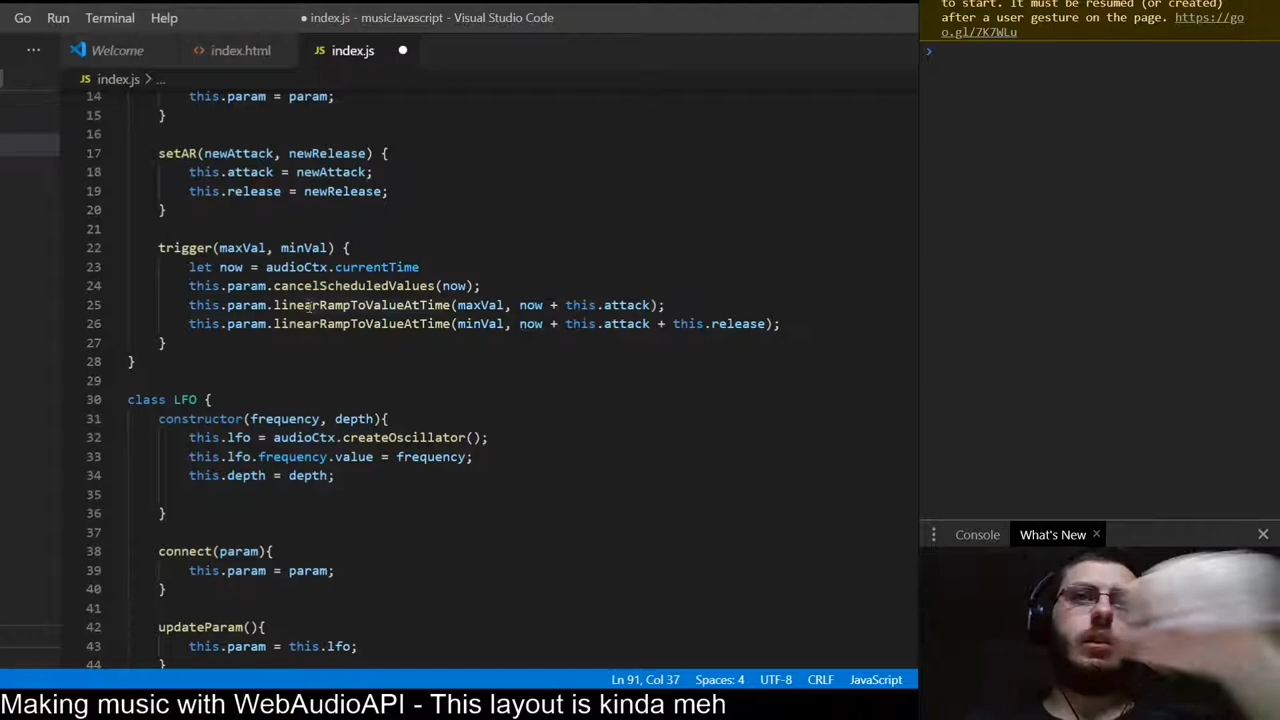 Go Run Terminal Help
● index.js - musicJavascript - Visual Studio Code
Welcome
<> index.html
JS index.js ●
JS index.js > ...
14 this.param = param;
15 }
16
17 setAR(newAttack, newRelease) {
18 this.attack = newAttack;
19 this.release = newRelease;
20 }
21
22 trigger(maxVal, minVal) {
23 let now = audioCtx.currentTime
24 this.param.cancelScheduledValues(now);
25 this.param.linearRampToValueAtTime(maxVal, now + this.attack);
26 this.param.linearRampToValueAtTime(minVal, now + this.attack + this.release);
27 }
28 }
29
30 class LFO {
31 constructor(frequency, depth){
32 this.lfo = audioCtx.createOscillator();
33 this.lfo.frequency.value = frequency;
34 this.depth = depth;
35
36 }
37
38 connect(param){
39 this.param = param;
40 }
41
42 updateParam(){
43 this.param = this.lfo;
44 }
Ln 91, Col 37 Spaces: 4 UTF-8 CRLF JavaScript
to start. It must be resumed (or created)
after a user gesture on the page. https://go
o.gl/7K7WLu
Console What's New ×
Making music with WebAudioAPI - This layout is kinda meh